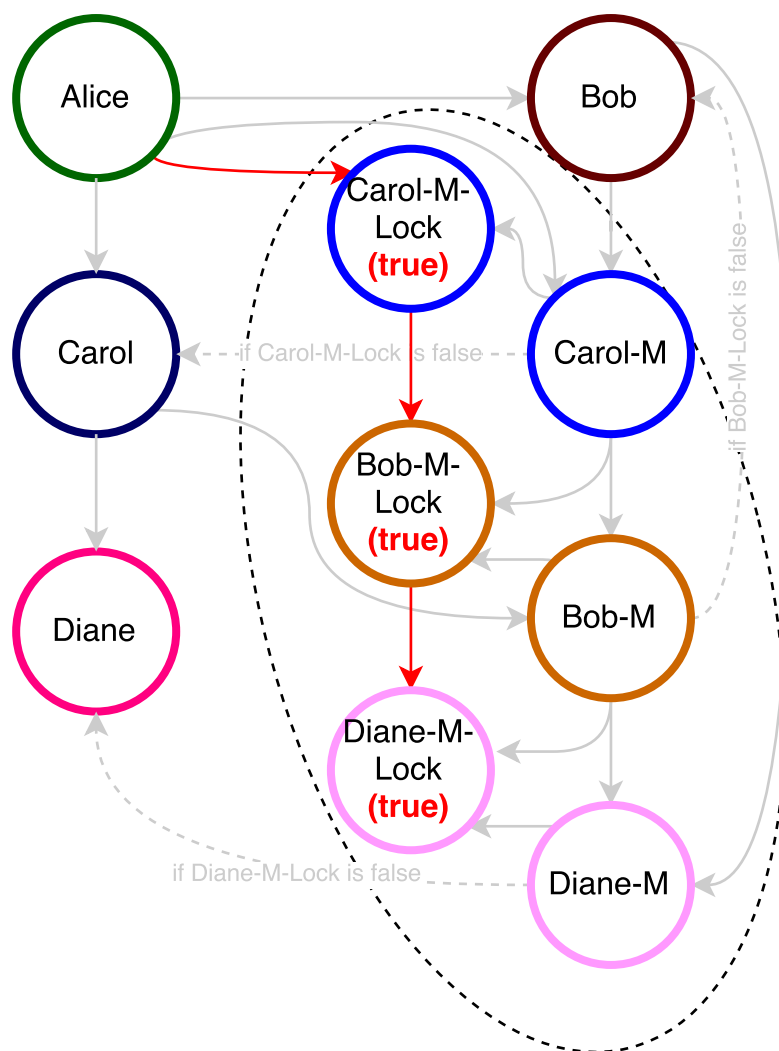 Alice
Bob
Carol-M-
Lock
(true)
Carol
if Carol-M-Lock is false
Carol-M
if Bob-M-Lock is false
Bob-M-
Lock
(true)
Diane
Bob-M
Diane-M-
Lock
(true)
if Diane-M-Lock is false
Diane-M